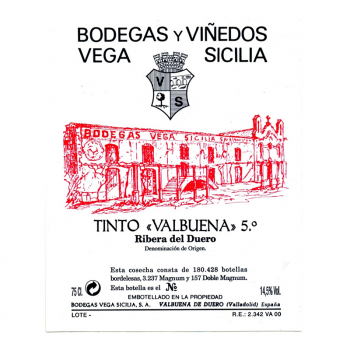 BODEGAS Y VIÑEDOS
VEGA SICILIA
V S
BODEGAS VEGA SICILIA
TINTO «VALBUENA» 5.º
Ribera del Duero
Denominación de Origen.
Esta cosecha consta de 180.428 botellas
bordelesas, 3.237 Magnum y 157 Doble Magnum.
Esta botella es el Nº
75 Cl.
14,5% Vol.
EMBOTELLADO EN LA PROPIEDAD
BODEGAS VEGA SICILIA, S. A. VALBUENA DE DUERO (Valladolid) España
LOTE - R.E.: 2.342 VA 00